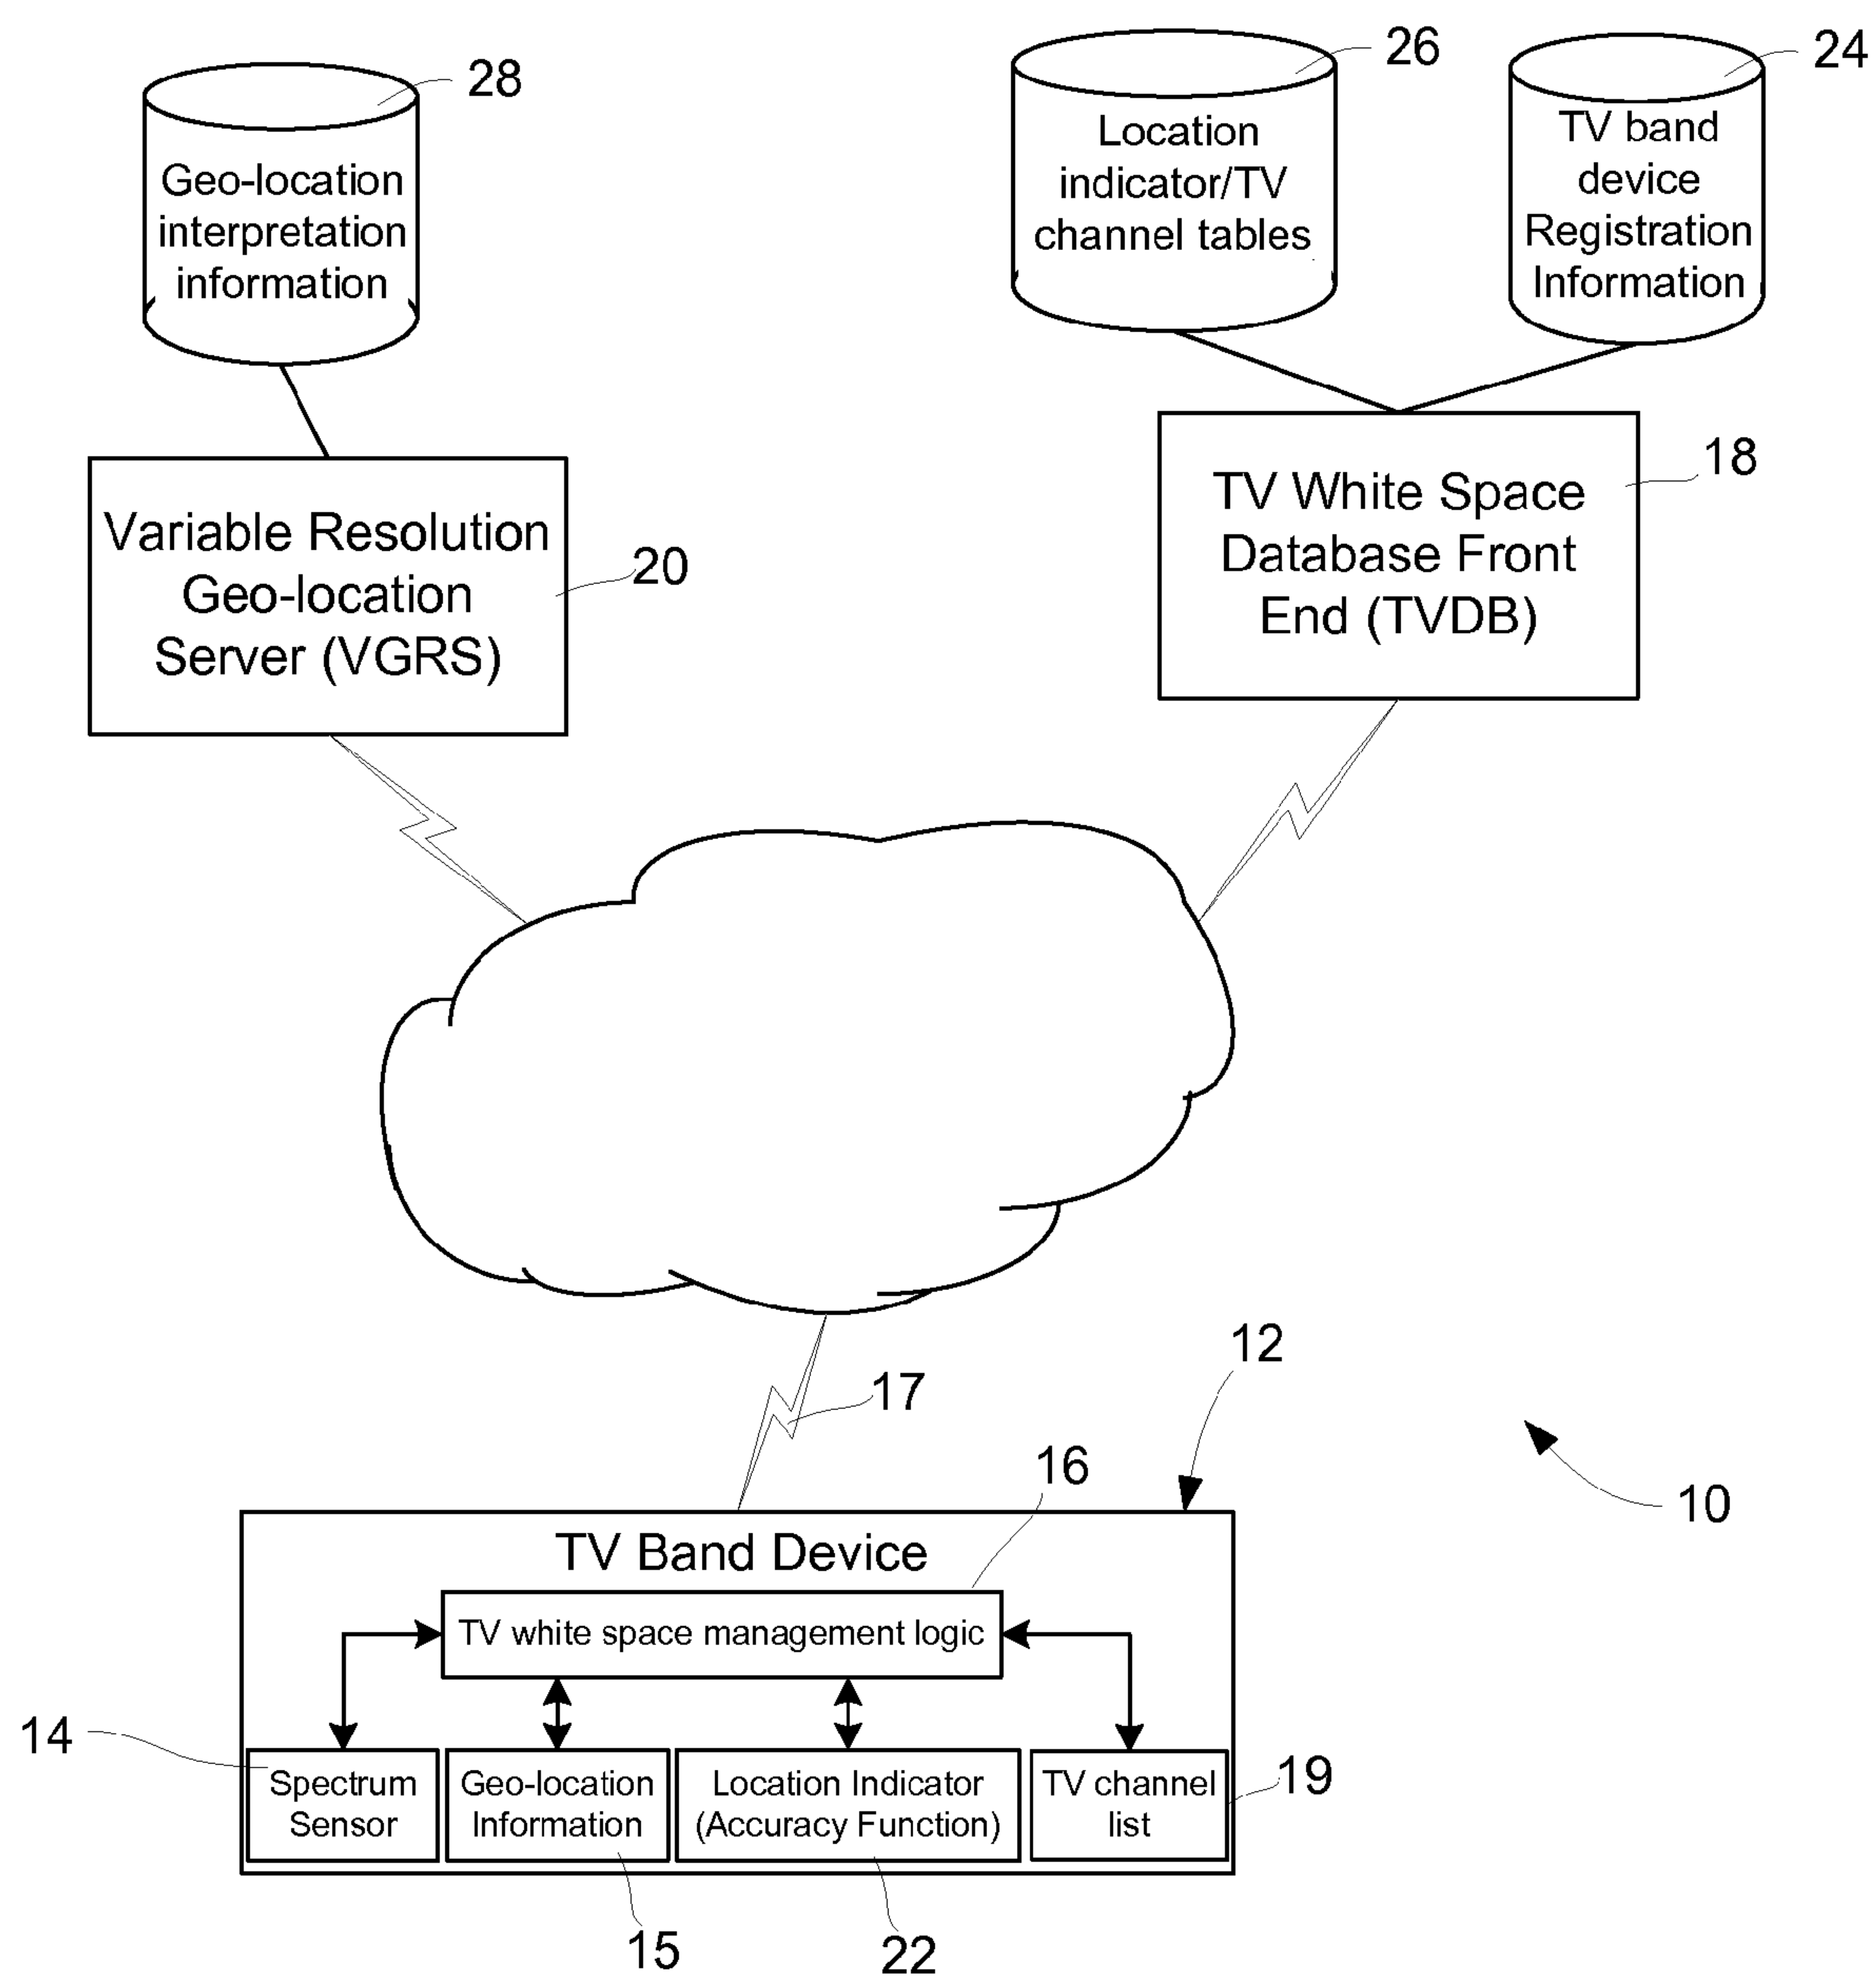 28
Geo-location
interpretation
information
26
Location
indicator/TV
channel tables
24
TV band
device
Registration
Information
Variable Resolution
Geo-location
Server (VGRS)
20
TV White Space
Database Front
End (TVDB)
18
17
12
10
16
TV Band Device
TV white space management logic
14
Spectrum
Sensor
Geo-location
Information
Location Indicator
(Accuracy Function)
TV channel
list
19
15
22